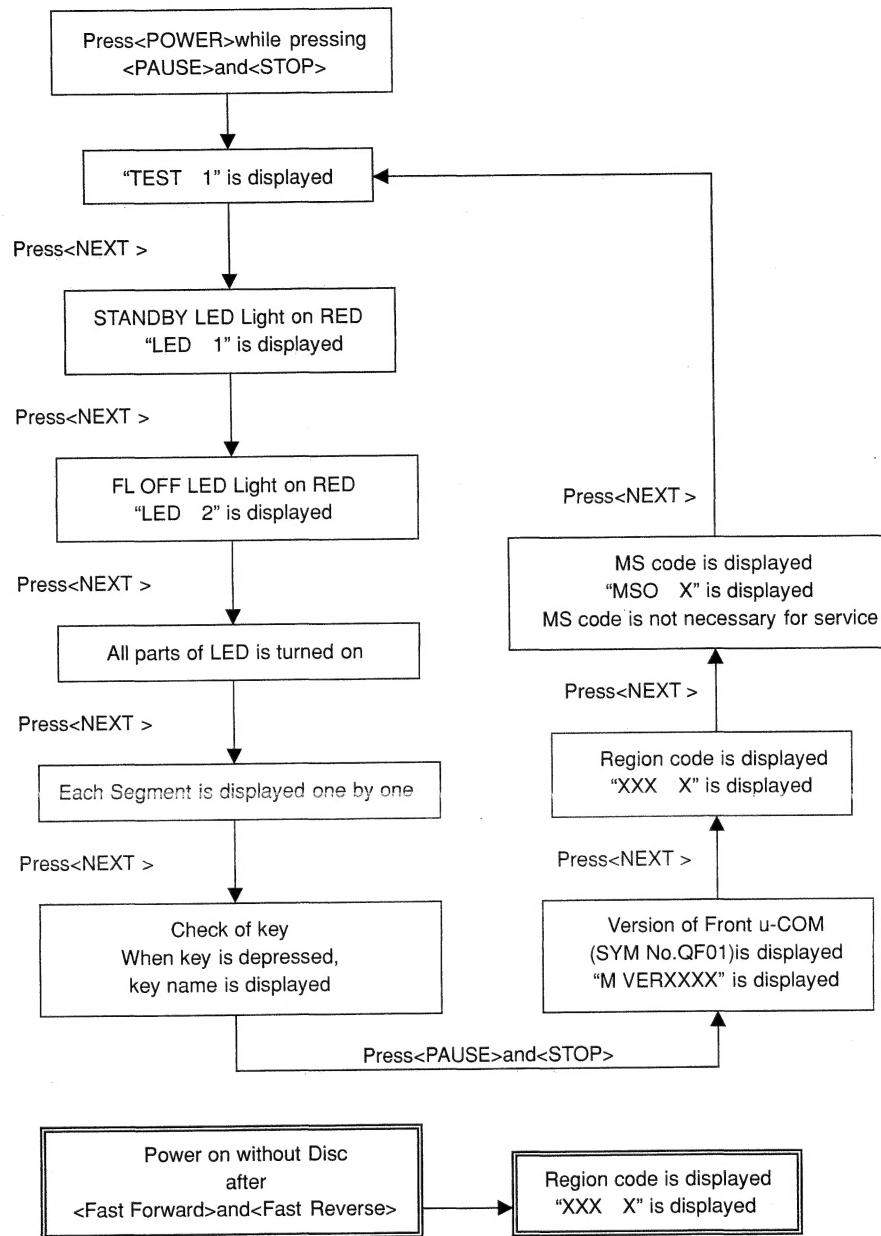 Press<POWER>while pressing
<PAUSE>and<STOP>
“TEST 1” is displayed
Press<NEXT >
STANDBY LED Light on RED
“LED 1” is displayed
Press<NEXT >
FL OFF LED Light on RED
“LED 2” is displayed
Press<NEXT >
All parts of LED is turned on
Press<NEXT >
Each Segment is displayed one by one
Press<NEXT >
Check of key
When key is depressed,
key name is displayed
Press<PAUSE>and<STOP>
Version of Front u-COM
(SYM No.QF01)is displayed
“M VERXXXX” is displayed
Press<NEXT >
Region code is displayed
“XXX X” is displayed
Press<NEXT >
MS code is displayed
“MSO X” is displayed
MS code is not necessary for service
Press<NEXT >
Power on without Disc
after
<Fast Forward>and<Fast Reverse>
Region code is displayed
“XXX X” is displayed